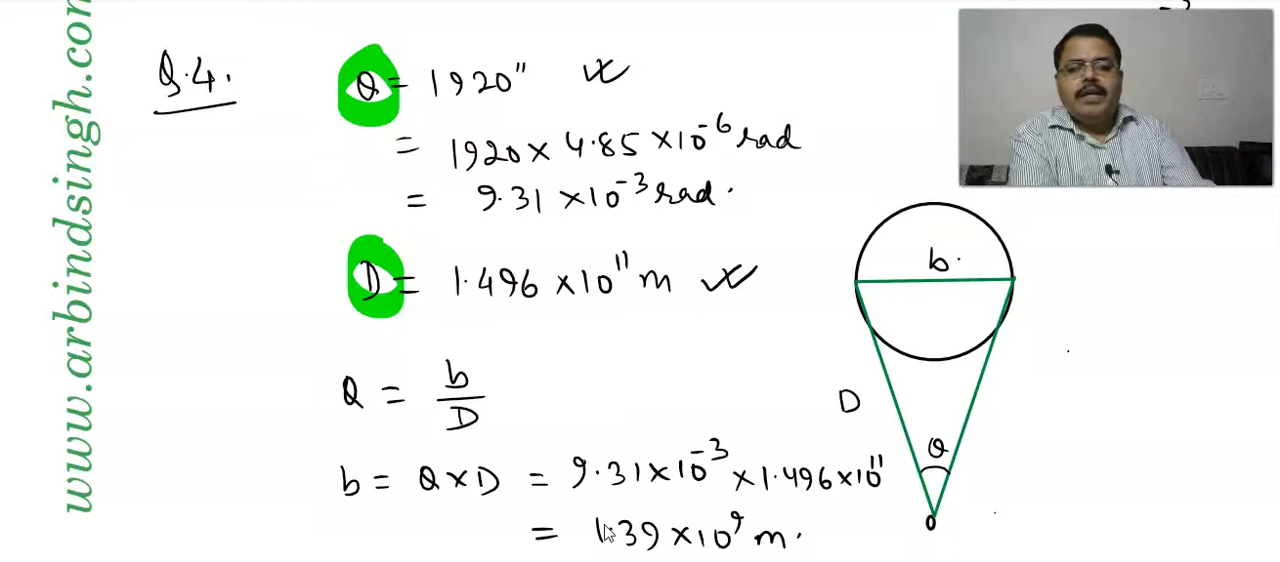 www.arbindsingh.com
Q.4.
θ = 1920"
= 1920 × 4.85 × 10⁻⁶ rad
= 9.31 × 10⁻³ rad.
D = 1.496 × 10¹¹ m
θ = b/D
b = θ × D = 9.31 × 10⁻³ × 1.496 × 10¹¹
= 1.39 × 10⁹ m.
b.
D
θ
O